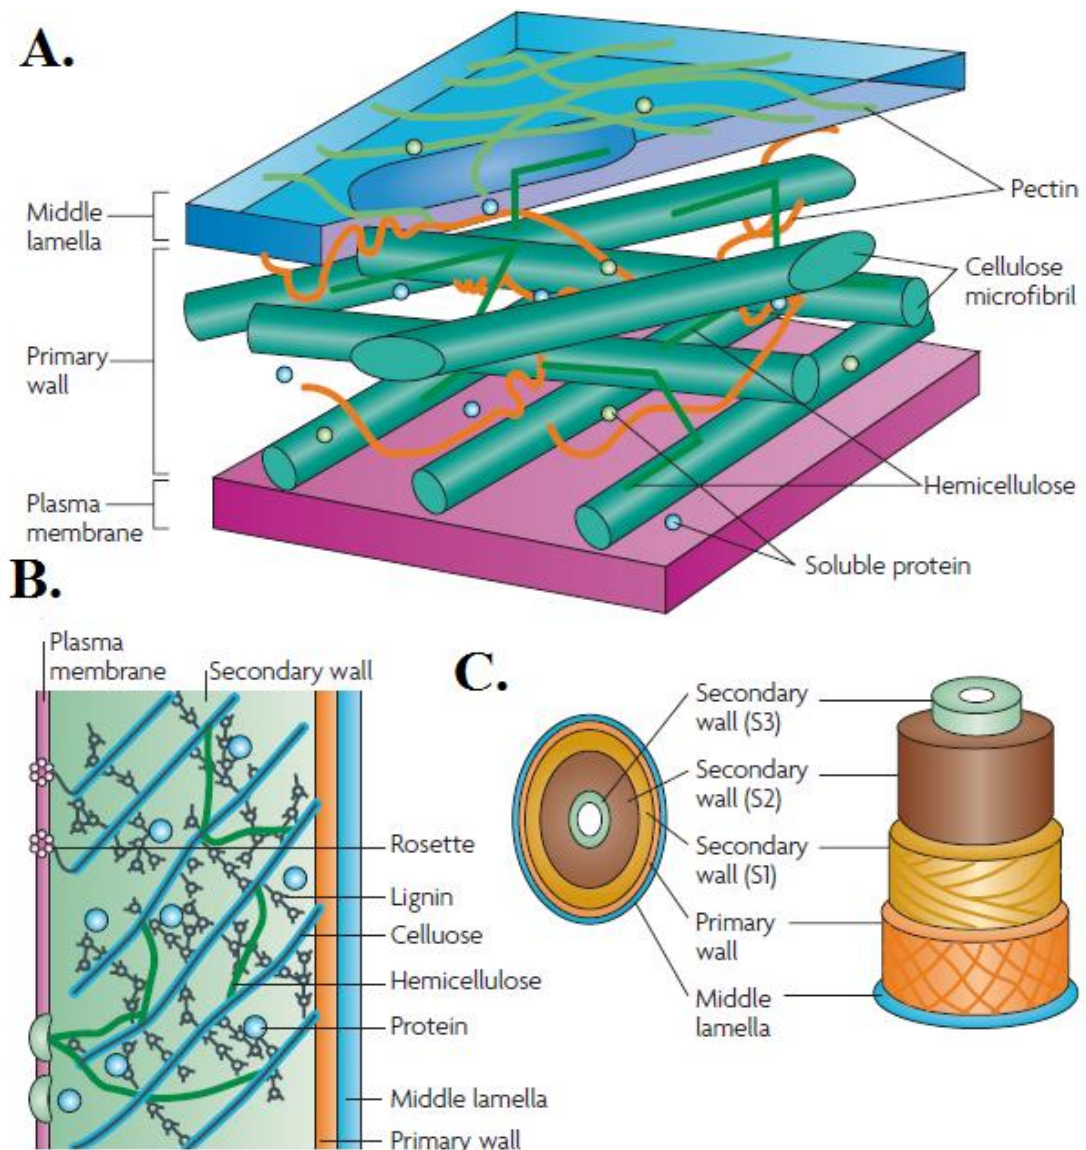 A.
Middle
lamella
Pectin
Cellulose
microfibril
Primary
wall
Hemicellulose
Plasma
membrane
Soluble protein
B.
Plasma
membrane
Secondary wall
Rosette
Lignin
Celluose
Hemicellulose
Protein
Middle lamella
Primary wall
C.
Secondary
wall (S3)
Secondary
wall (S2)
Secondary
wall (S1)
Primary
wall
Middle
lamella